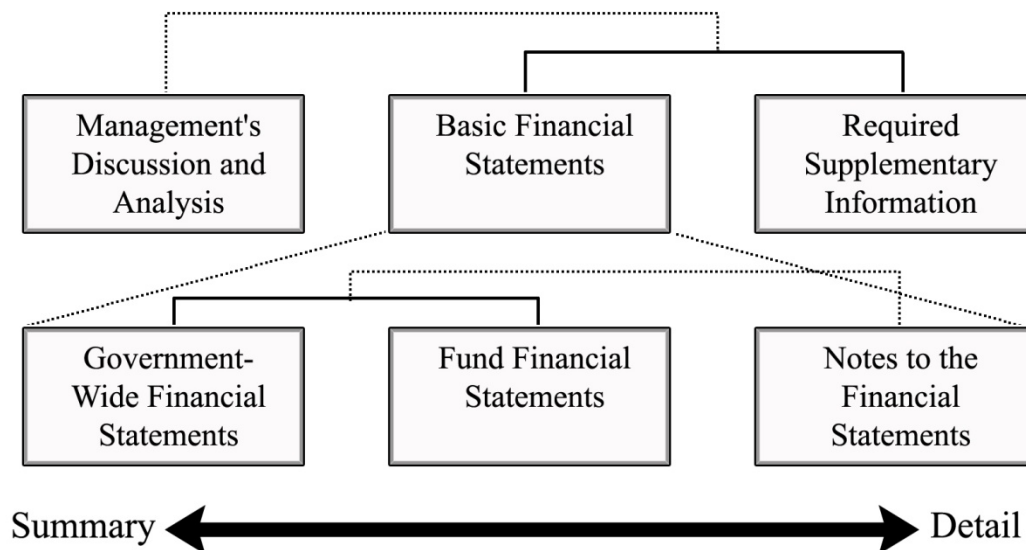 Management's
Discussion and
Analysis
Basic Financial
Statements
Required
Supplementary
Information
Government-
Wide Financial
Statements
Fund Financial
Statements
Notes to the
Financial
Statements
Summary
Detail